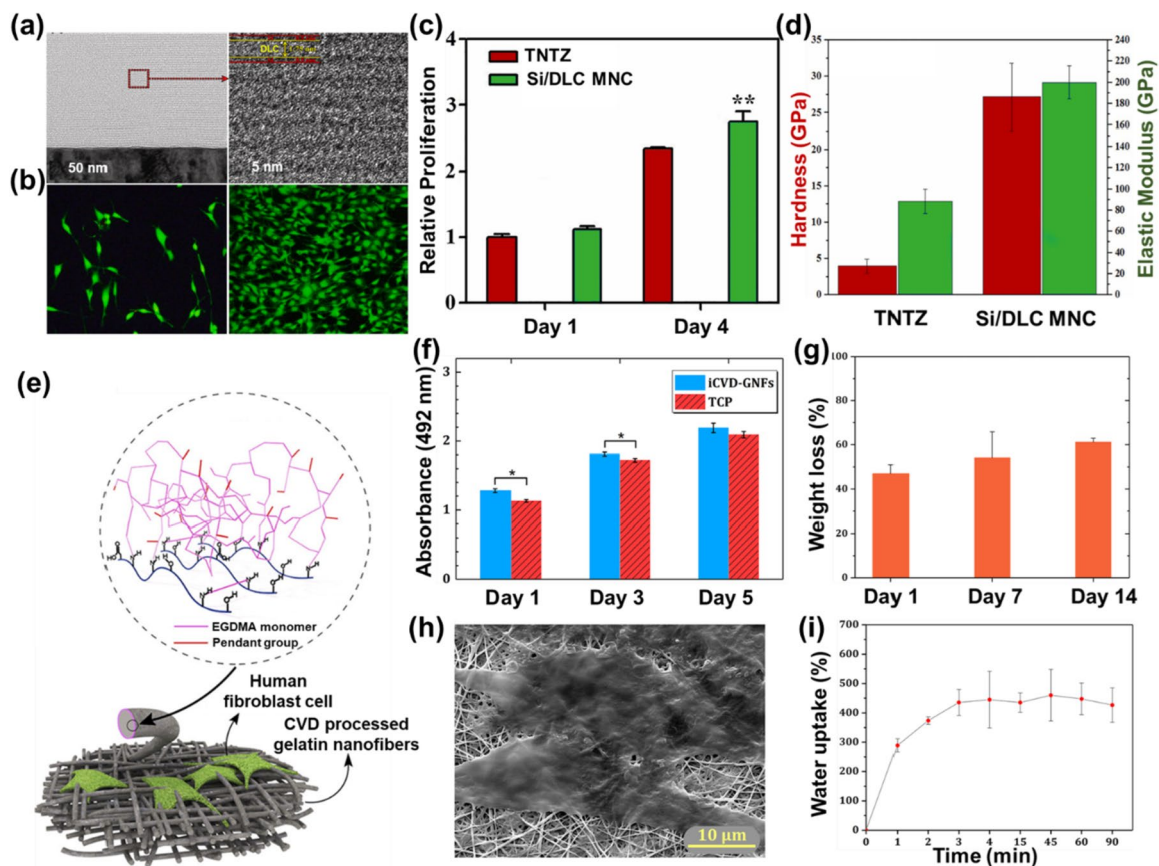 (a)
DLC
50 nm
5 nm
(b)
(c)
Relative Proliferation
4
3
2
1
0
TNTZ
Si/DLC MNC
**
Day 1
Day 4
(d)
Hardness (GPa)
35
30
25
20
15
10
5
0
240
220
200
180
160
140
120
100
80
60
40
20
0
Elastic Modulus (GPa)
TNTZ
Si/DLC MNC
(e)
EGDMA monomer
Pendant group
Human
fibroblast cell
CVD processed
gelatin nanofibers
(f)
Absorbance (492 nm)
3
2
1
0
iCVD-GNFs
TCP
*
*
Day 1
Day 3
Day 5
(g)
Weight loss (%)
100
80
60
40
20
0
Day 1
Day 7
Day 14
(h)
10 µm
(i)
Water uptake (%)
700
600
500
400
300
200
100
0
0 1 2 3 4 15 45 60 90
Time (min)